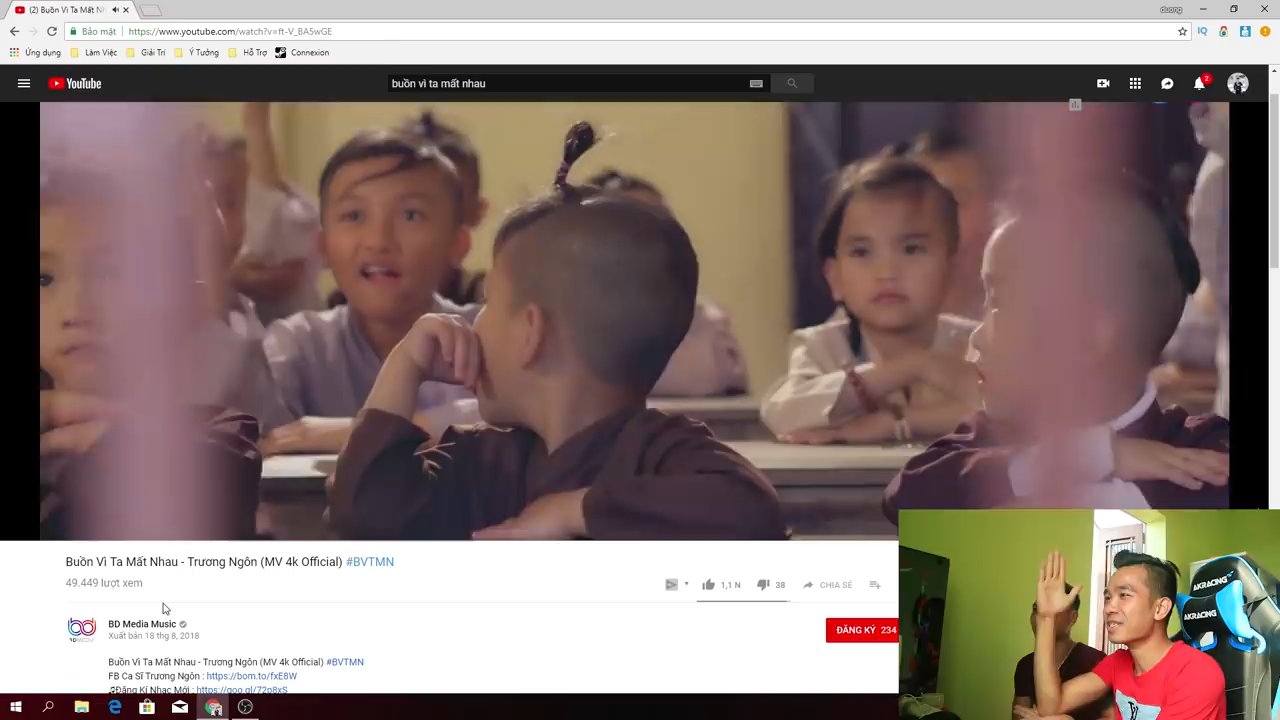 (2) Buồn Vì Ta Mất Nh
duong
Bảo mật
https://www.youtube.com/watch?v=ft-V_BA5wGE
IQ
Ứng dụng
Làm Việc
Giải Trí
Ý Tưởng
Hỗ Trợ
Connexion
YouTube
buồn vì ta mất nhau
2
Buồn Vì Ta Mất Nhau - Trương Ngôn (MV 4k Official) #BVTMN
49.449 lượt xem
1,1 N
38
CHIA SẺ
BD Media Music
Xuất bản 18 thg 8, 2018
ĐĂNG KÝ 234
Buồn Vì Ta Mất Nhau - Trương Ngôn (MV 4k Official) #BVTMN
FB Ca Sĩ Trương Ngôn : https://bom.to/fxE8W
Đăng Kí Nhạc Mới : https://goo.gl/72p8xS
AKRACING
AKRACING